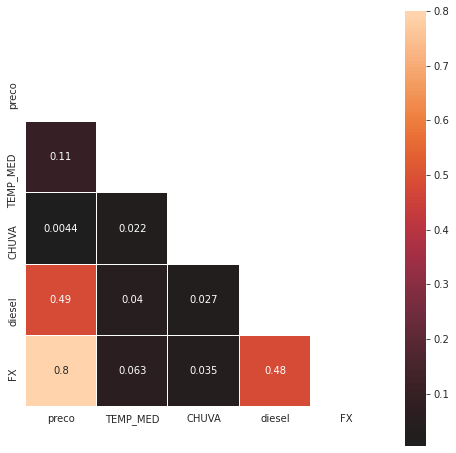 preco
TEMP_MED 0.11
CHUVA 0.0044 0.022
diesel 0.49 0.04 0.027
FX 0.8 0.063 0.035 0.48
preco TEMP_MED CHUVA diesel FX
0.8
0.7
0.6
0.5
0.4
0.3
0.2
0.1